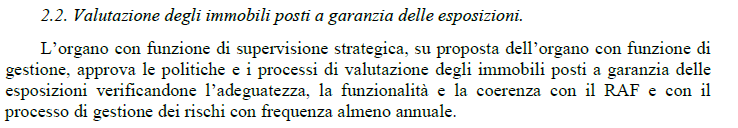 2.2. Valutazione degli immobili posti a garanzia delle esposizioni.
L’organo con funzione di supervisione strategica, su proposta dell’organo con funzione di
gestione, approva le politiche e i processi di valutazione degli immobili posti a garanzia delle
esposizioni verificandone l’adeguatezza, la funzionalità e la coerenza con il RAF e con il
processo di gestione dei rischi con frequenza almeno annuale.